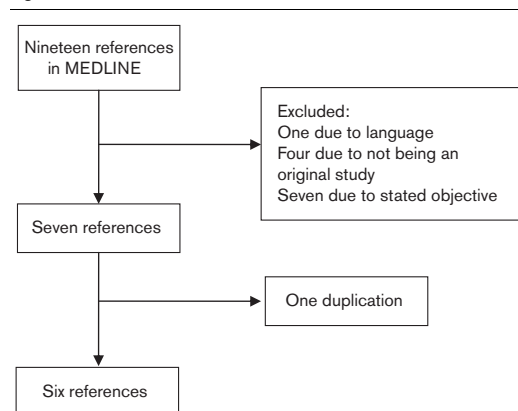 Nineteen references
in MEDLINE
Excluded:
One due to language
Four due to not being an
original study
Seven due to stated objective
Seven references
One duplication
Six references